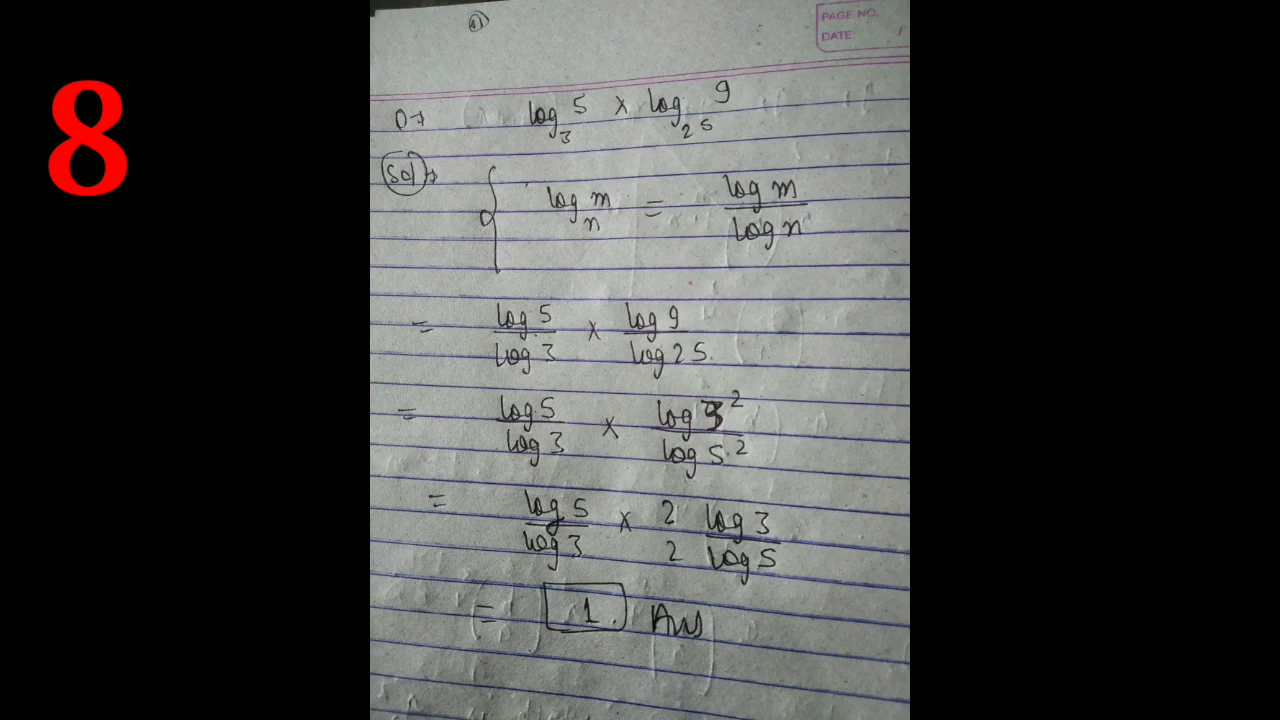 8
PAGE NO.
DATE
Q→ log₃ 5 × log₂₅ 9
Sol→ { logₙ m = log m / log n
= log 5 / log 3 × log 9 / log 25
= log 5 / log 3 × log 3² / log 5²
= log 5 / log 3 × 2 log 3 / 2 log 5
= 1 Ans